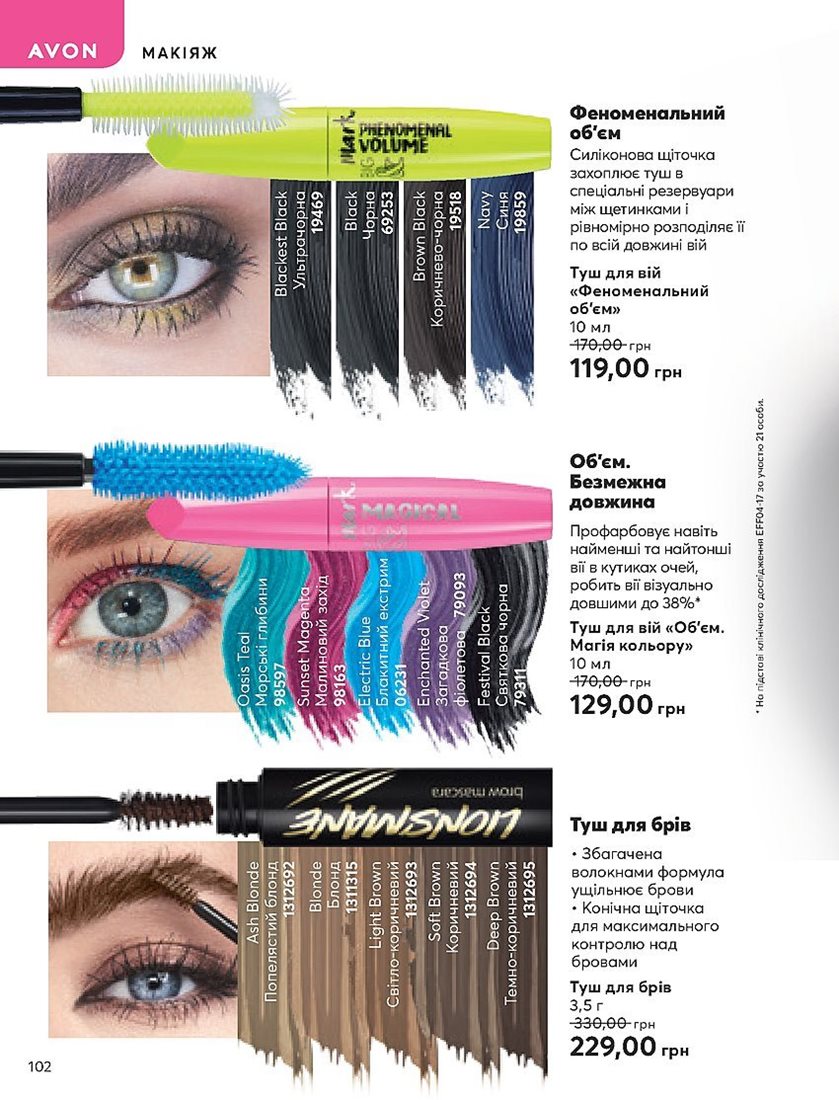 AVON
МАКІЯЖ
mark.
PHENOMENAL
VOLUME
Blackest Black
Ультрачорна
19469
Black
Чорна
69253
Brown Black
Коричнево-чорна
19518
Navy
Синя
19859
Феноменальний
об'єм
Силіконова щіточка
захоплює туш в
спеціальні резервуари
між щетинками і
рівномірно розподіляє її
по всій довжині вій
Туш для вій
«Феноменальний
об'єм»
10 мл
170,00 грн
119,00 грн
mark.
MAGICAL
Oasis Teal
Морські глибини
98597
Sunset Magenta
Малиновий захід
98163
Electric Blue
Блакитний екстрим
06231
Enchanted Violet
Загадкова
фіолетова 79093
Festival Black
Святкова чорна
79311
Об'єм.
Безмежна
довжина
Профарбовує навіть
найменші та найтонші
вії в кутиках очей,
робить вії візуально
довшими до 38%*
Туш для вій «Об'єм.
Магія кольору»
10 мл
170,00 грн
129,00 грн
* На підставі клінічного дослідження EFF04-17 за участю 21 особи.
LIONSMANE
brow mascara
Ash Blonde
Попелястий блонд
1312692
Blonde
Блонд
1311315
Light Brown
Світло-коричневий
1312693
Soft Brown
Коричневий
1312694
Deep Brown
Темно-коричневий
1312695
Туш для брів
• Збагачена
волокнами формула
ущільнює брови
• Конічна щіточка
для максимального
контролю над
бровами
Туш для брів
3,5 г
330,00 грн
229,00 грн
102